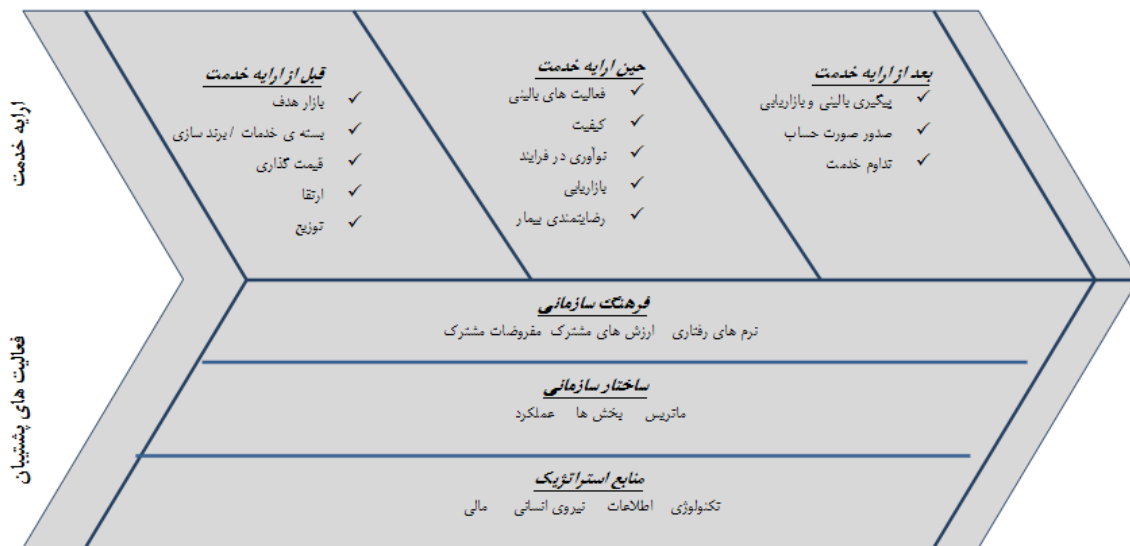 ارایه خدمت
قبل از ارایه خدمت
بازار هدف
بسته ی خدمات / برند سازی
قیمت گذاری
ارتقا
توزیع
حین ارایه خدمت
فعالیت های بالینی
کیفیت
نوآوری در فرایند
بازاریابی
رضایتمندی بیمار
بعد از ارایه خدمت
پیگیری بالینی و بازاریابی
صدور صورت حساب
تداوم خدمت
فعالیت های پشتیبان
فرهنگ سازمانی
نرم های رفتاری ارزش های مشترک مفروضات مشترک
ساختار سازمانی
ماتریس بخش ها عملکرد
منابع استراتژیک
تکنولوژی اطلاعات نیروی انسانی مالی